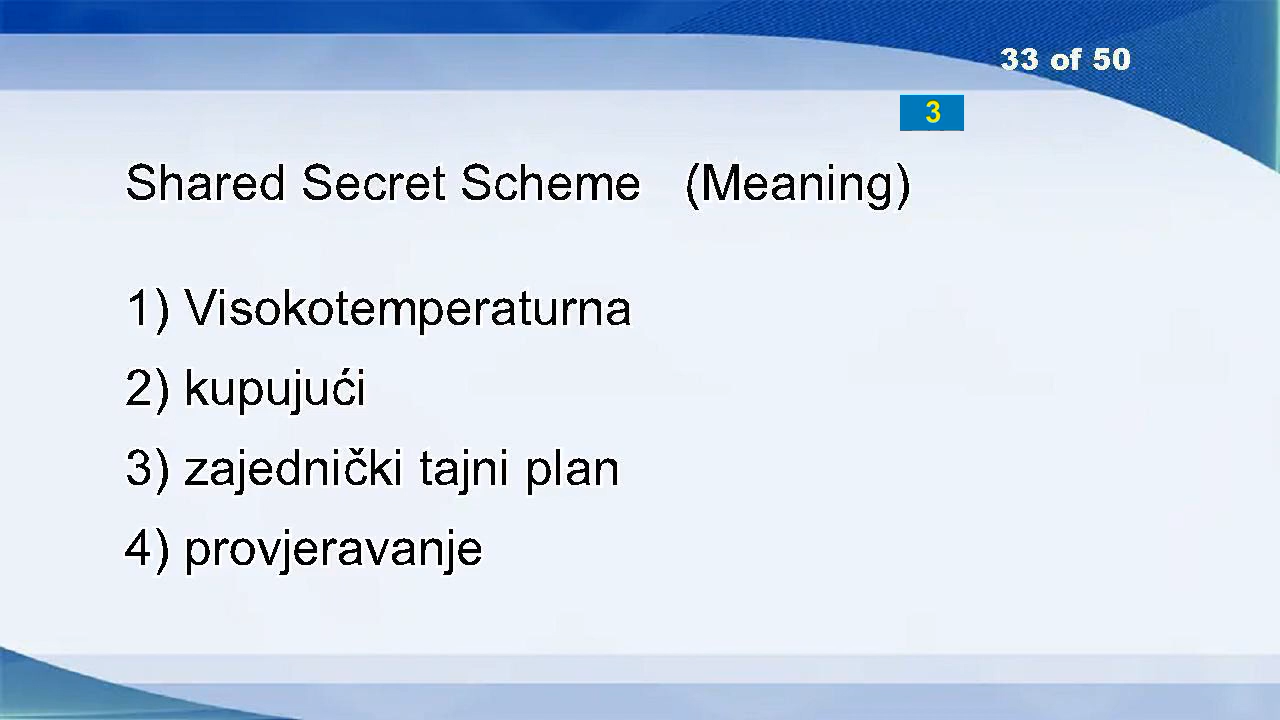 33 of 50
3
Shared Secret Scheme (Meaning)
1) Visokotemperaturna
2) kupujući
3) zajednički tajni plan
4) provjeravanje